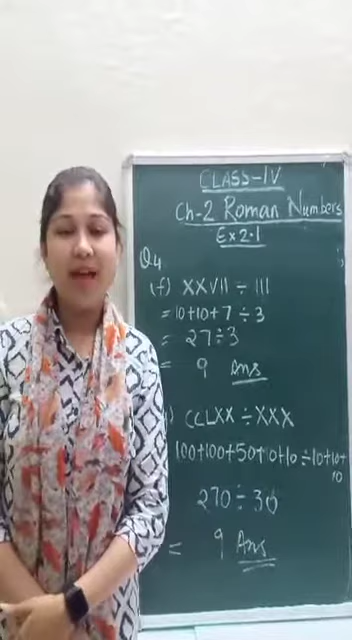 CLASS-IV
Ch-2 Roman Numbers
Ex 2.1
Q4
(f) XXVII ÷ III
= 10+10+7 ÷ 3
= 27÷3
= 9 Ans
) CCLXX ÷ XXX
100+100+50+10+10 ÷ 10+10+
10
270 ÷ 30
= 9 Ans